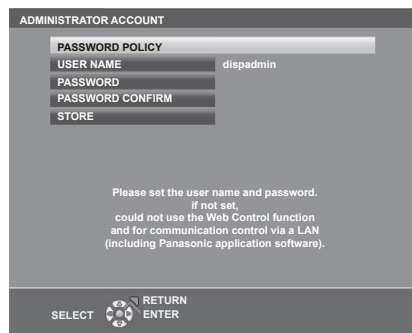 ADMINISTRATOR ACCOUNT
PASSWORD POLICY
USER NAME dispadmin
PASSWORD
PASSWORD CONFIRM
STORE
Please set the user name and password.
if not set,
could not use the Web Control function
and for communication control via a LAN
(including Panasonic application software).
RETURN
SELECT ENTER